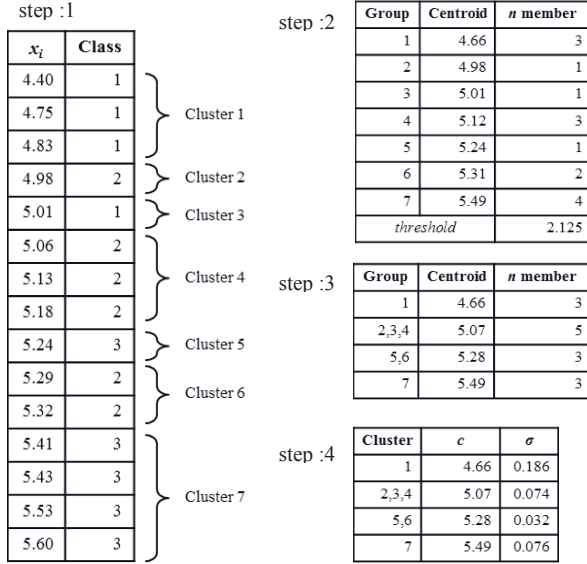 step :1
x_i Class
4.40 1
4.75 1
4.83 1
4.98 2
5.01 1
5.06 2
5.13 2
5.18 2
5.24 3
5.29 2
5.32 2
5.41 3
5.43 3
5.53 3
5.60 3
Cluster 1
Cluster 2
Cluster 3
Cluster 4
Cluster 5
Cluster 6
Cluster 7
step :2
Group Centroid n member
1 4.66 3
2 4.98 1
3 5.01 1
4 5.12 3
5 5.24 1
6 5.31 2
7 5.49 4
threshold 2.125
step :3
Group Centroid n member
1 4.66 3
2,3,4 5.07 5
5,6 5.28 3
7 5.49 3
step :4
Cluster c σ
1 4.66 0.186
2,3,4 5.07 0.074
5,6 5.28 0.032
7 5.49 0.076